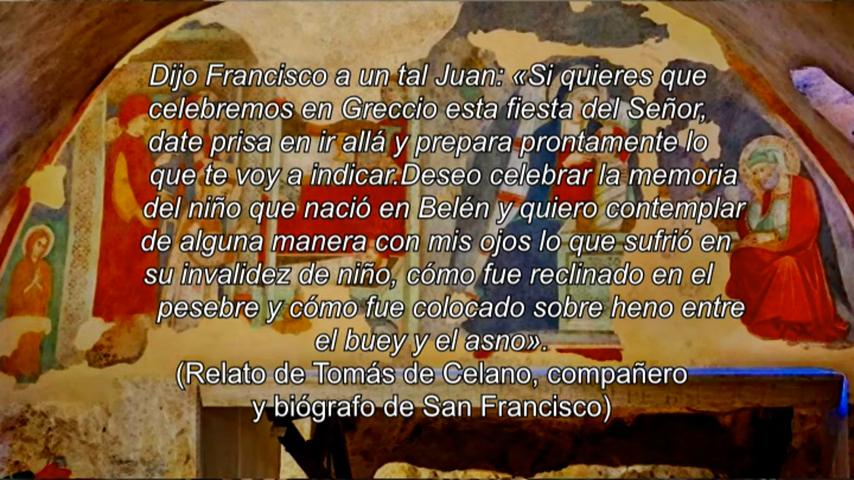 Dijo Francisco a un tal Juan: «Si quieres que
celebremos en Greccio esta fiesta del Señor,
date prisa en ir allá y prepara prontamente lo
que te voy a indicar.Deseo celebrar la memoria
del niño que nació en Belén y quiero contemplar
de alguna manera con mis ojos lo que sufrió en
su invalidez de niño, cómo fue reclinado en el
pesebre y cómo fue colocado sobre heno entre
el buey y el asno».
(Relato de Tomás de Celano, compañero
y biógrafo de San Francisco)